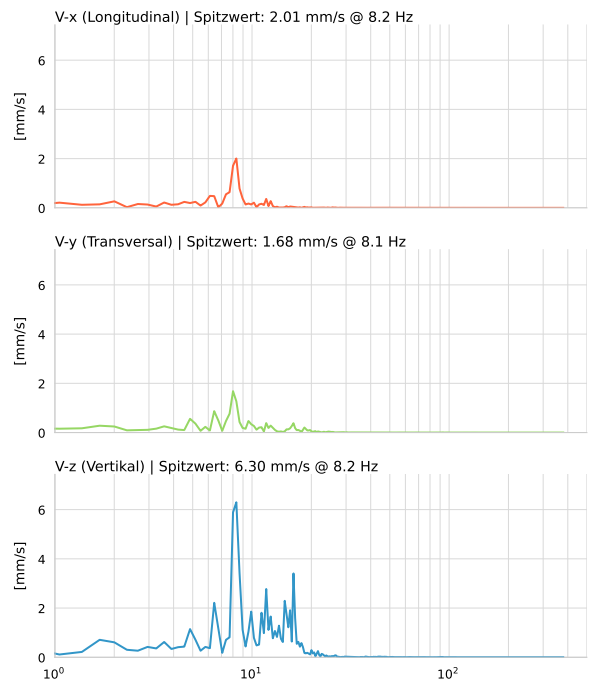 V-x (Longitudinal) | Spitzwert: 2.01 mm/s @ 8.2 Hz
6
4
2
0
[mm/s]
V-y (Transversal) | Spitzwert: 1.68 mm/s @ 8.1 Hz
6
4
2
0
[mm/s]
V-z (Vertikal) | Spitzwert: 6.30 mm/s @ 8.2 Hz
6
4
2
0
[mm/s]
10⁰ 10¹ 10²